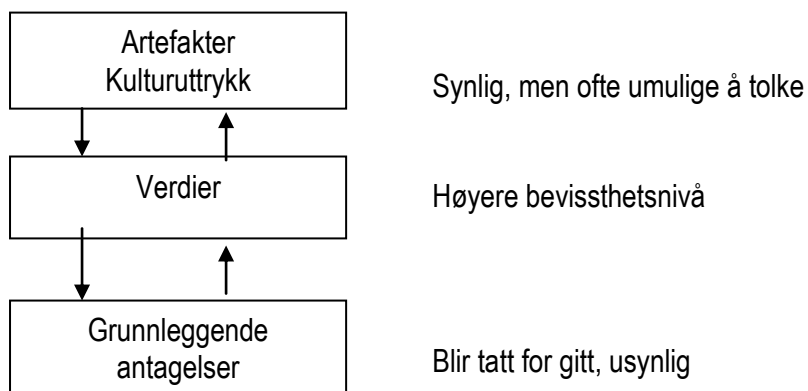 Artefakter
Kulturuttrykk
Synlig, men ofte umulige å tolke
Verdier
Høyere bevissthetsnivå
Grunnleggende
antagelser
Blir tatt for gitt, usynlig